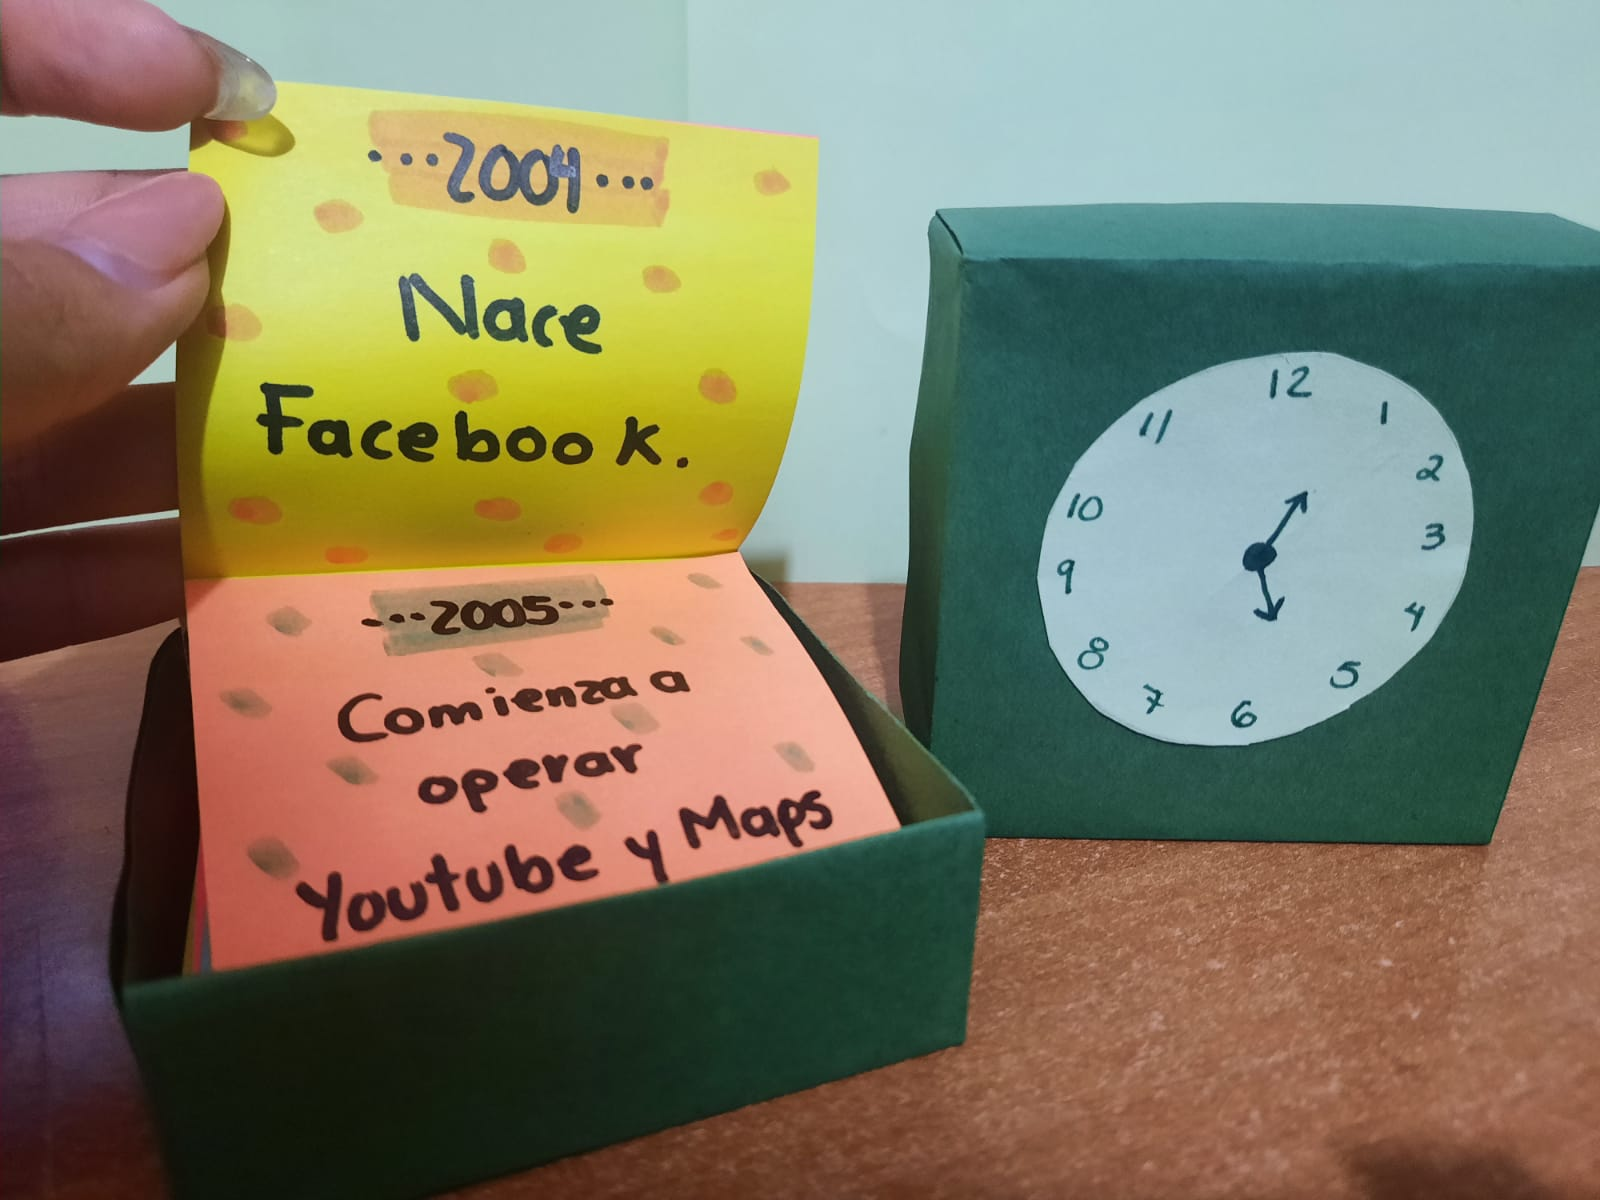 ...2004...
Nace
Facebook.
...2005...
Comienza a
operar
Youtube y Maps
12
1
2
3
4
5
6
7
8
9
10
11